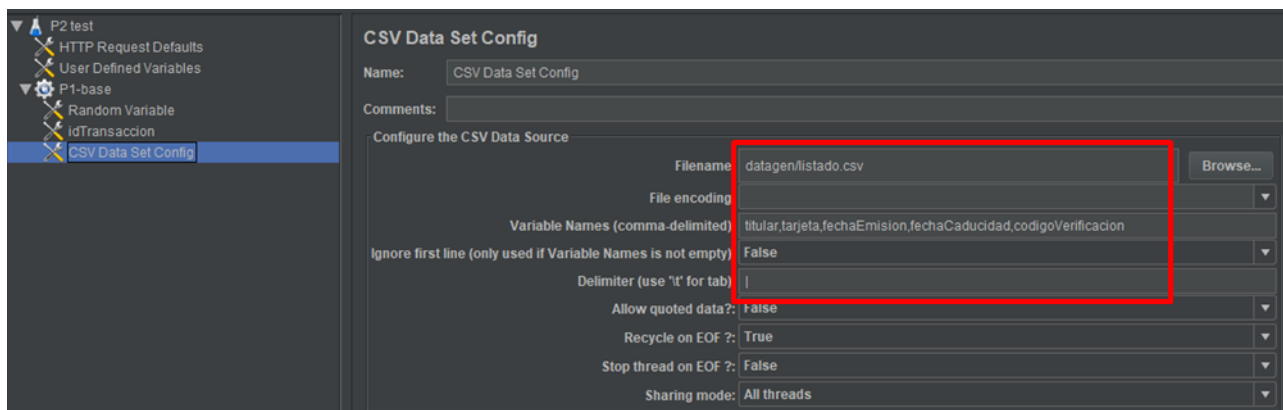 P2 test
HTTP Request Defaults
User Defined Variables
P1-base
Random Variable
idTransaccion
CSV Data Set Config
CSV Data Set Config
Name: CSV Data Set Config
Comments:
Configure the CSV Data Source
Filename datagen/listado.csv Browse...
File encoding
Variable Names (comma-delimited) titular,tarjeta,fechaEmision,fechaCaducidad,codigoVerificacion
Ignore first line (only used if Variable Names is not empty) False
Delimiter (use '\t' for tab) |
Allow quoted data?: False
Recycle on EOF ?: True
Stop thread on EOF ?: False
Sharing mode: All threads